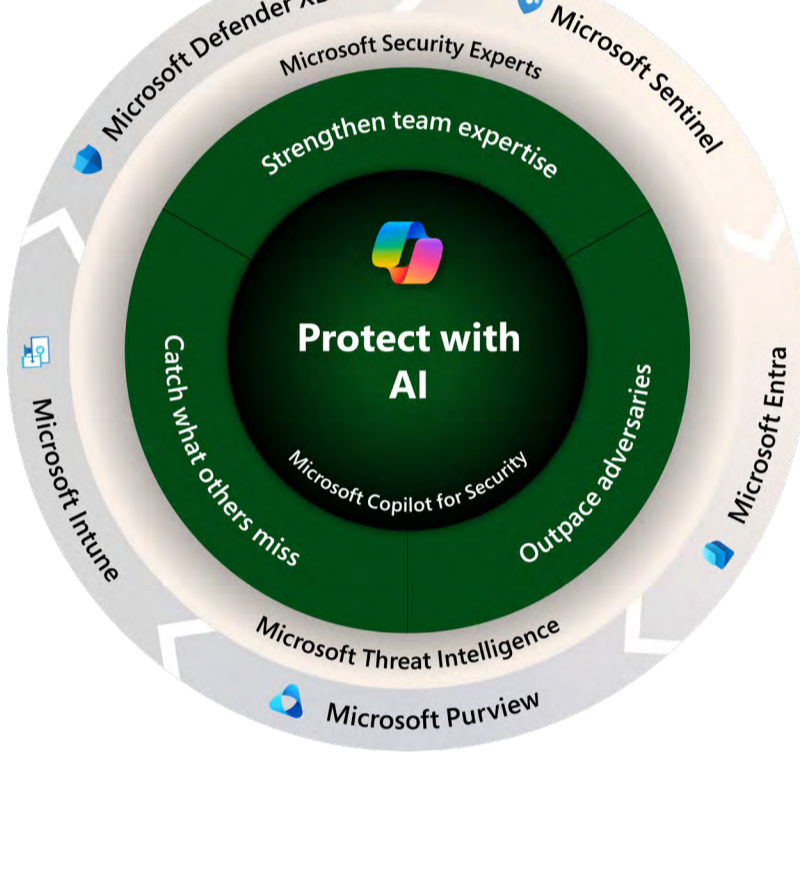 Microsoft Defender
Microsoft Sentinel
Microsoft Security Experts
Strengthen team expertise
Protect with
AI
Microsoft Copilot for Security
Catch what others miss
Outpace adversaries
Microsoft Intune
Microsoft Entra
Microsoft Threat Intelligence
Microsoft Purview